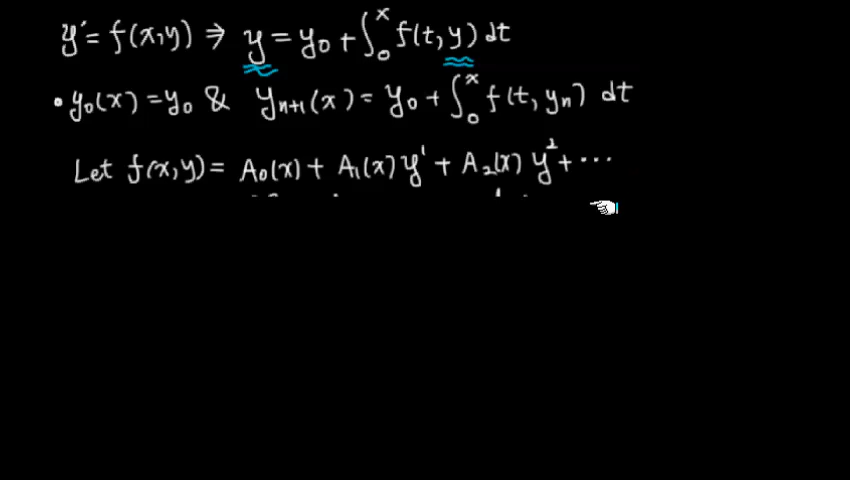 y' = f(x,y) ⇒ y = y₀ + ∫₀ˣ f(t, y) dt
• y₀(x) = y₀ & yₙ₊₁(x) = y₀ + ∫₀ˣ f(t, yₙ) dt
Let f(x,y) = A₀(x) + A₁(x) y¹ + A₂(x) y² + ⋯